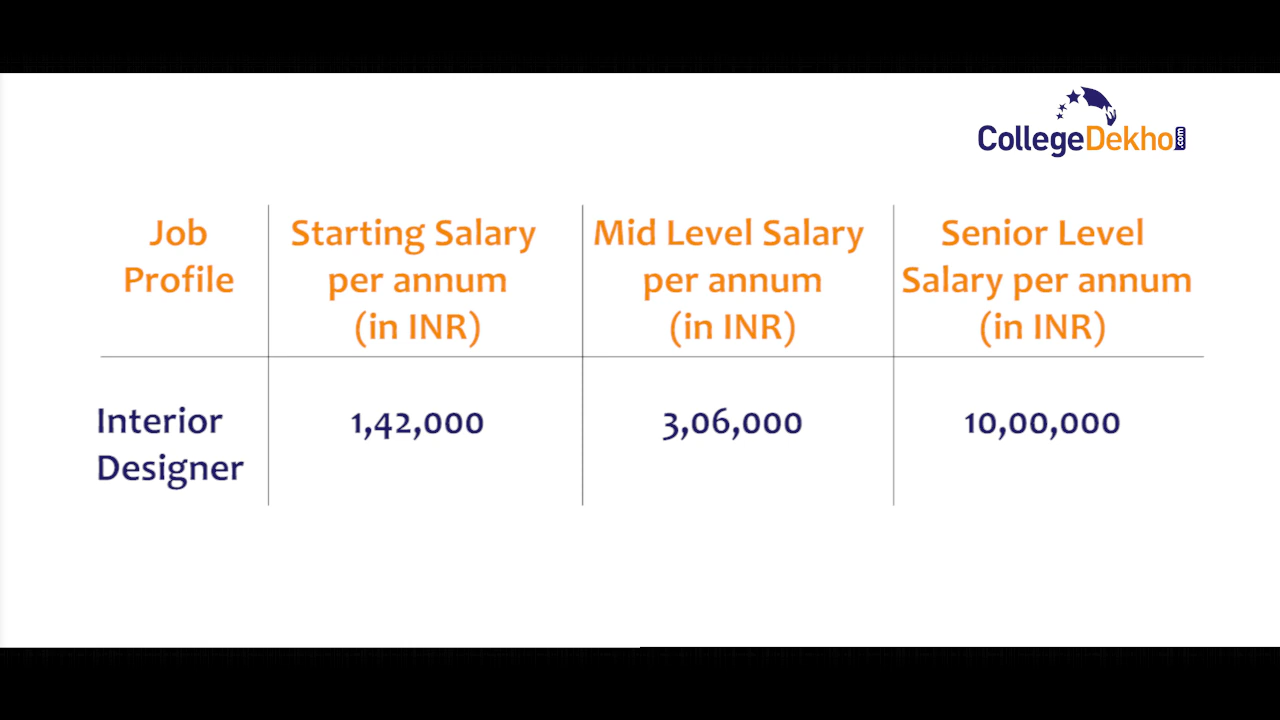 CollegeDekho.com
Job Profile
Starting Salary per annum (in INR)
Mid Level Salary per annum (in INR)
Senior Level Salary per annum (in INR)
Interior Designer
1,42,000
3,06,000
10,00,000